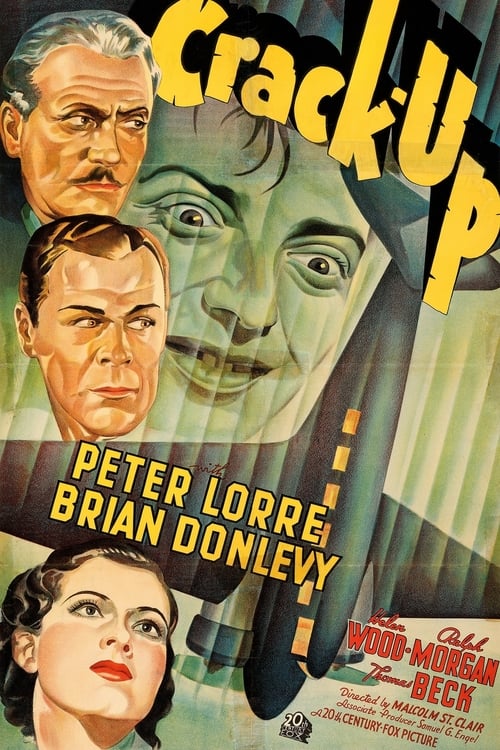 Crack-Up
with
PETER LORRE
BRIAN DONLEVY
Helen Ralph
WOOD-MORGAN
Thomas BECK
Directed by MALCOLM ST. CLAIR
Associate Producer Samuel G. Engel
A 20TH CENTURY-FOX PICTURE
20TH
CENTURY
FOX